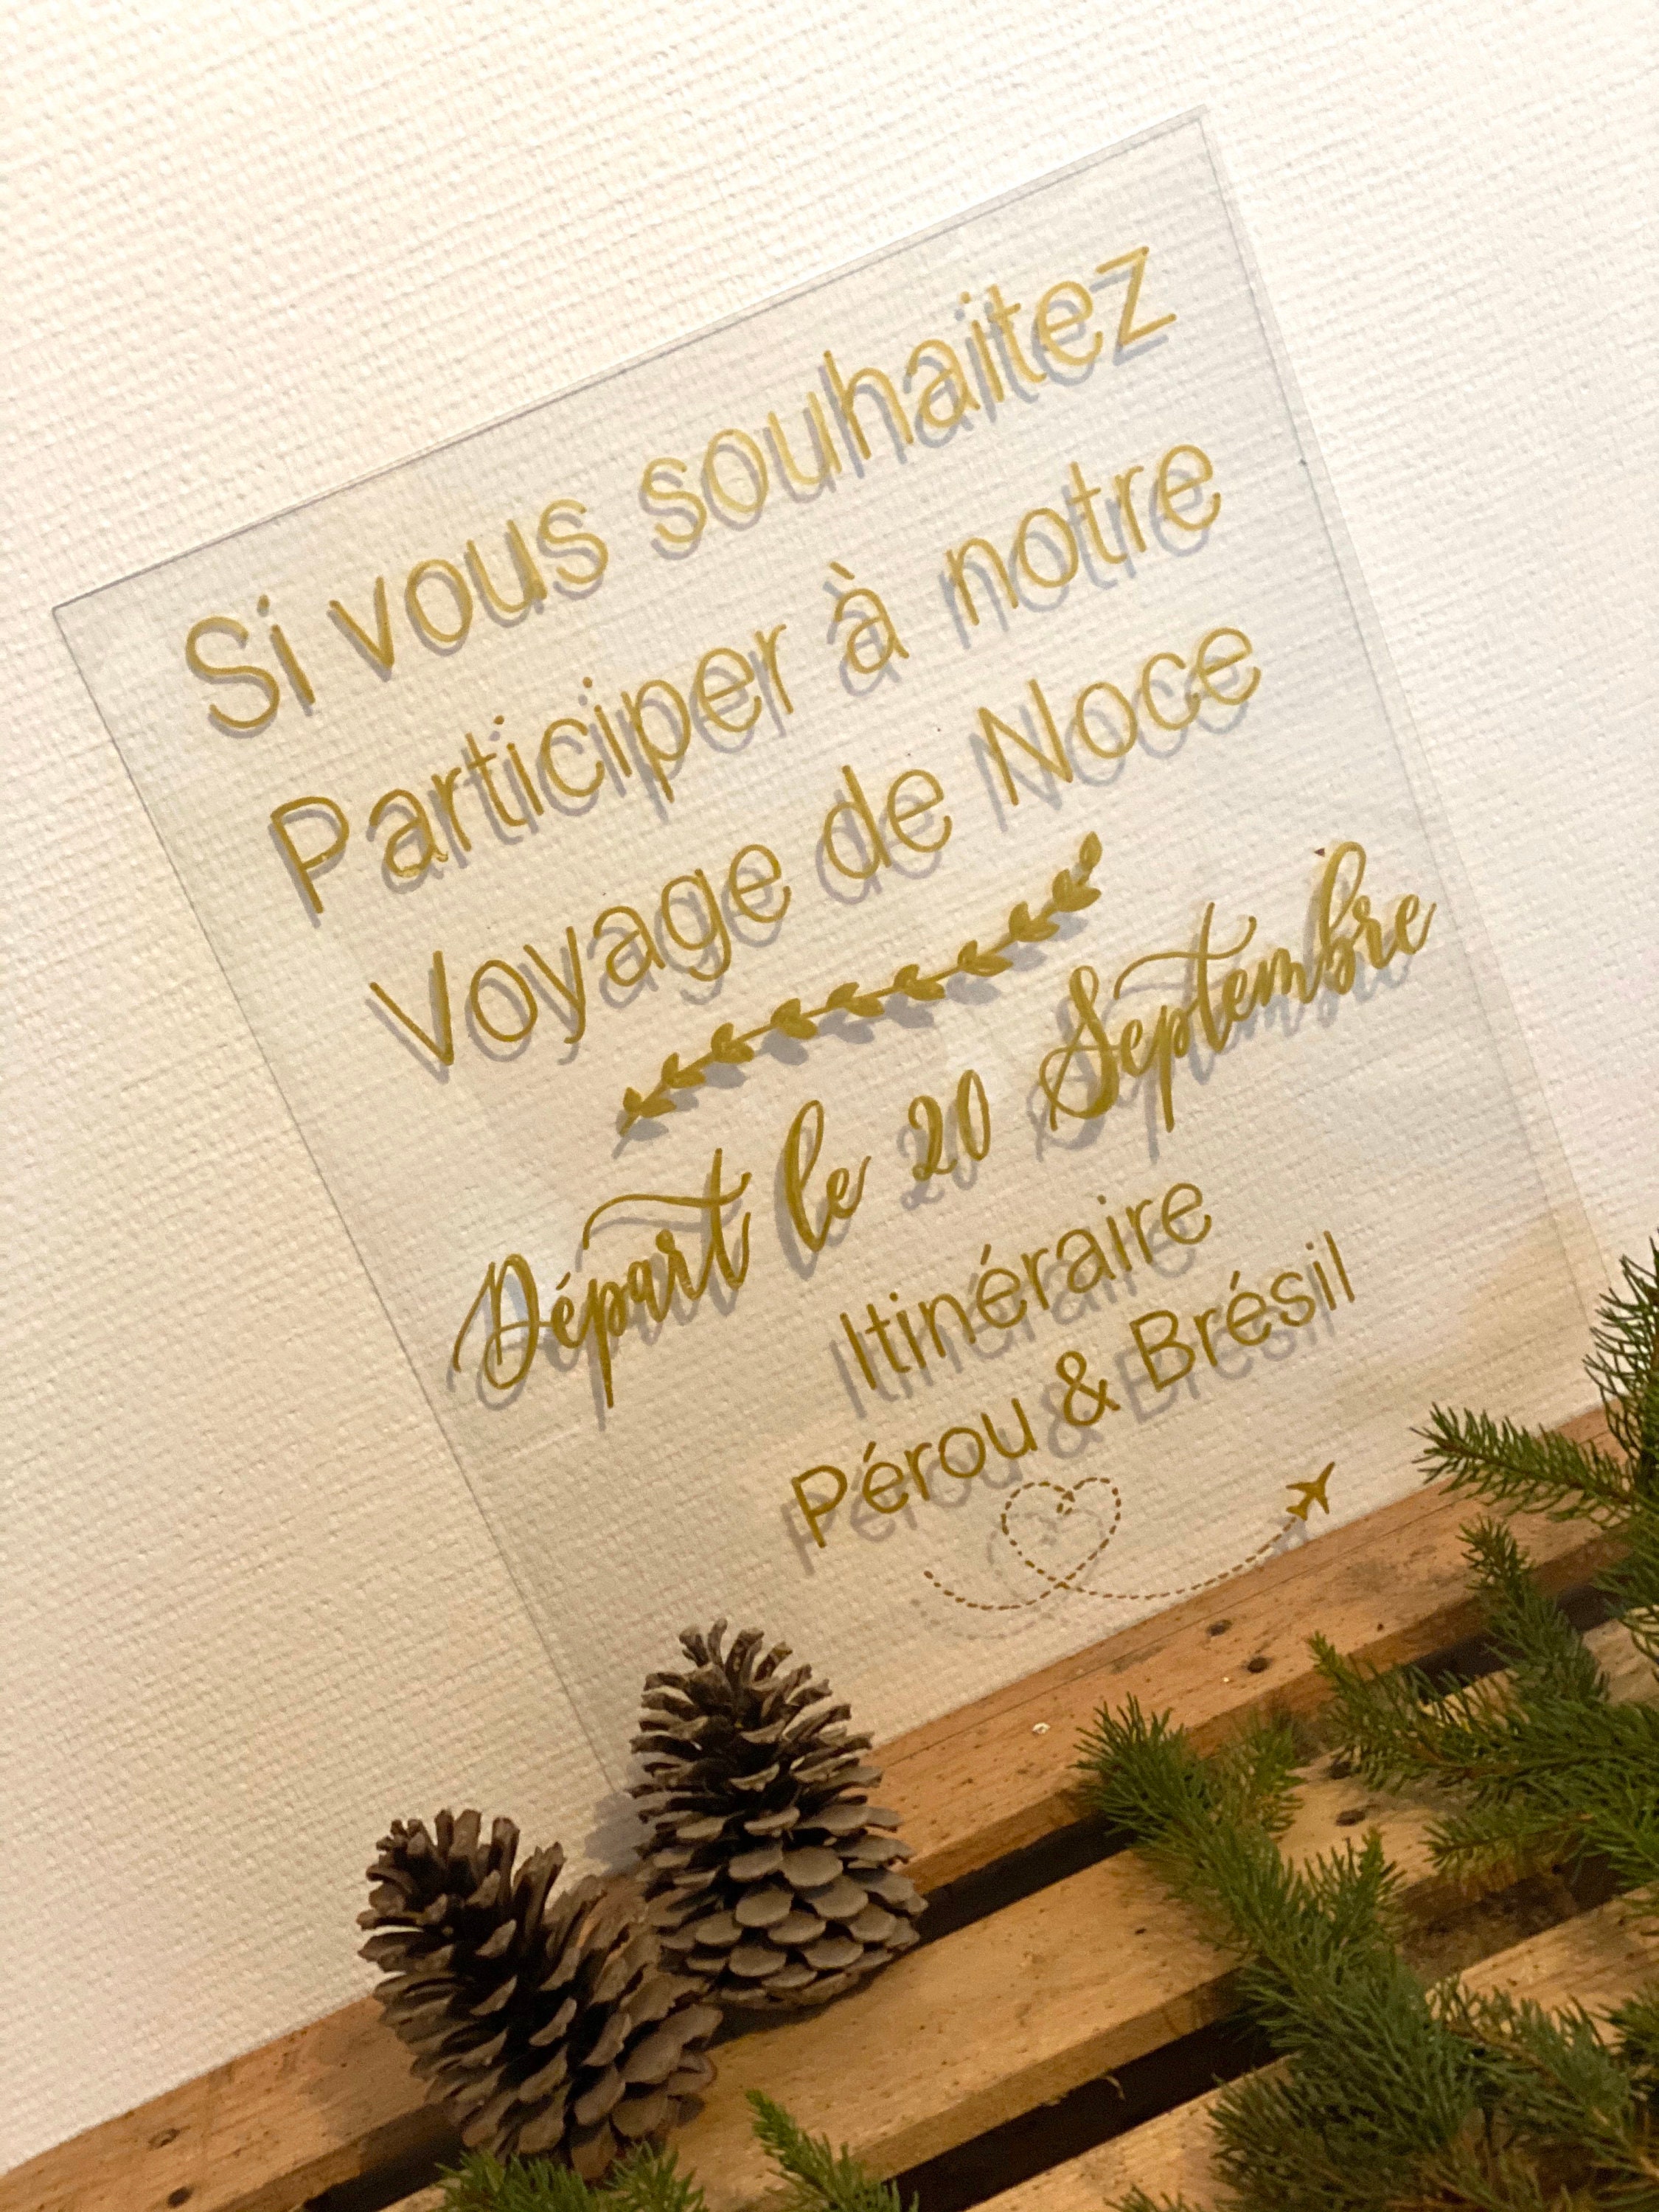 Si vous souhaitez
Participer à notre
Voyage de Noce
Départ le 20 Septembre
Itinéraire
Pérou & Brésil